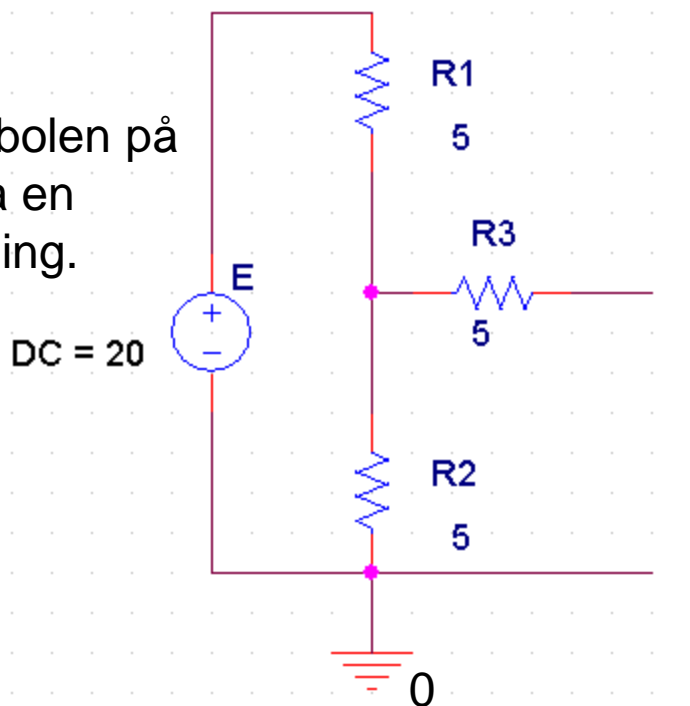 R1
bolen på
5
a en
R3
ing.
E
+
5
DC = 20
R2
5
0